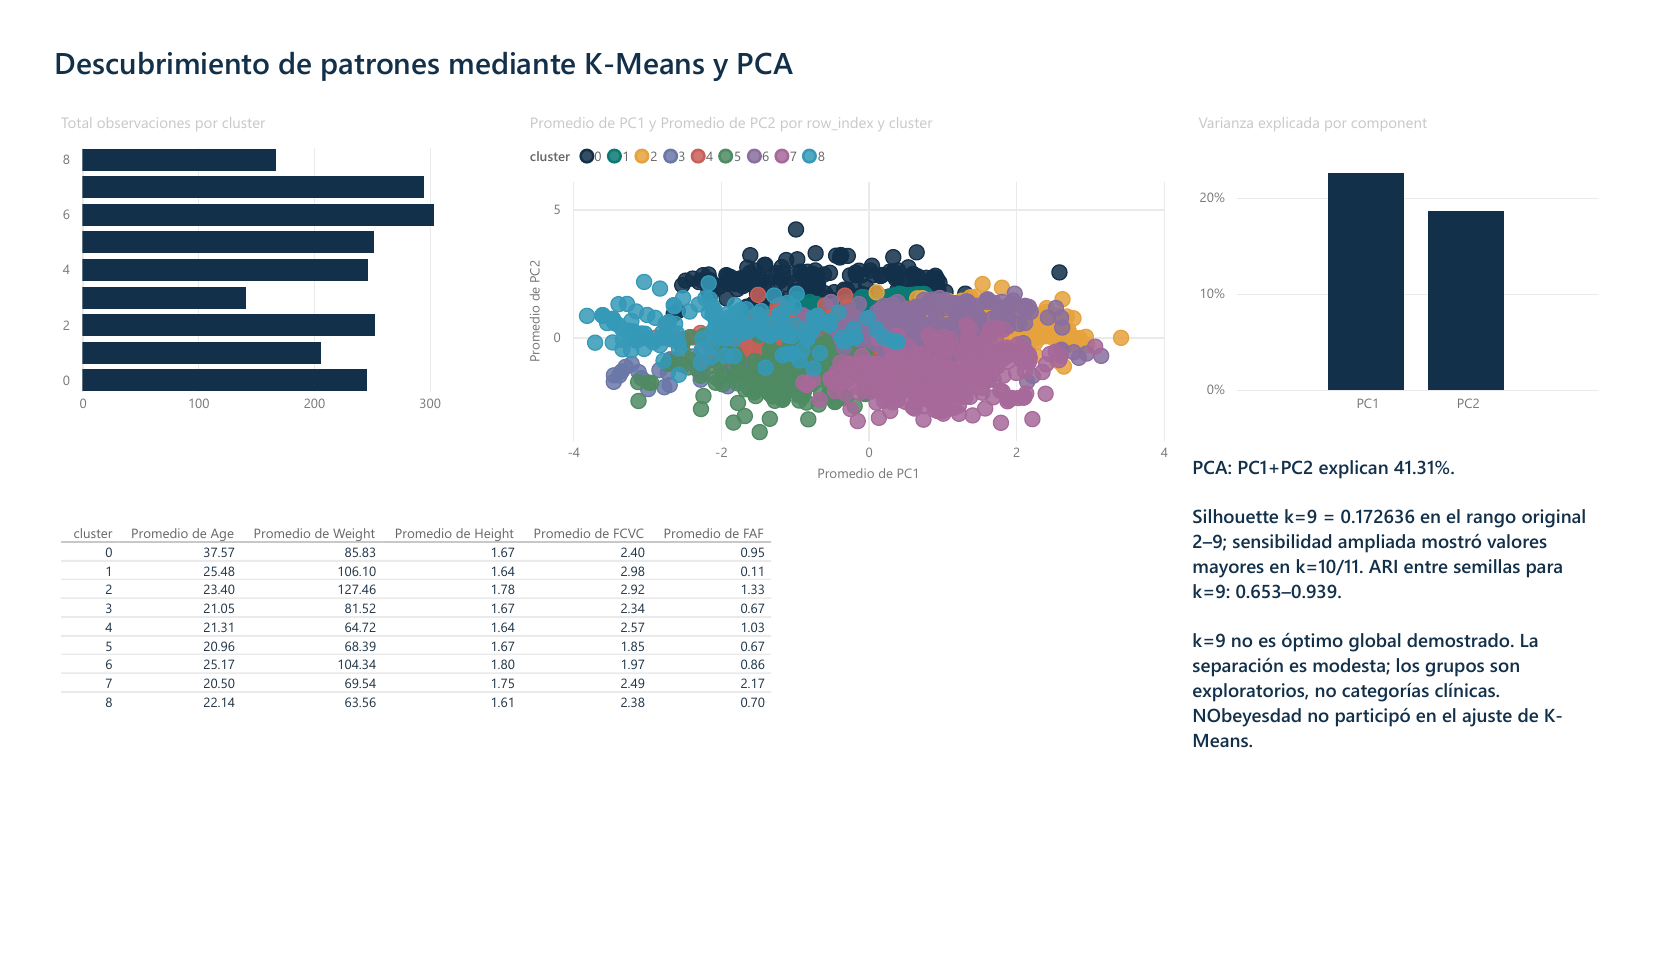 Descubrimiento de patrones mediante K-Means y PCA
Total observaciones por cluster
8
6
4
2
0
0 100 200 300
Promedio de PC1 y Promedio de PC2 por row_index y cluster
cluster 0 1 2 3 4 5 6 7 8
Promedio de PC2
5
0
-4 -2 0 2 4
Promedio de PC1
Varianza explicada por component
20%
10%
0%
PC1 PC2
PCA: PC1+PC2 explican 41.31%.
Silhouette k=9 = 0.172636 en el rango original
2–9; sensibilidad ampliada mostró valores
mayores en k=10/11. ARI entre semillas para
k=9: 0.653–0.939.
k=9 no es óptimo global demostrado. La
separación es modesta; los grupos son
exploratorios, no categorías clínicas.
NObeyesdad no participó en el ajuste de K-
Means.
cluster Promedio de Age Promedio de Weight Promedio de Height Promedio de FCVC Promedio de FAF
0 37.57 85.83 1.67 2.40 0.95
1 25.48 106.10 1.64 2.98 0.11
2 23.40 127.46 1.78 2.92 1.33
3 21.05 81.52 1.67 2.34 0.67
4 21.31 64.72 1.64 2.57 1.03
5 20.96 68.39 1.67 1.85 0.67
6 25.17 104.34 1.80 1.97 0.86
7 20.50 69.54 1.75 2.49 2.17
8 22.14 63.56 1.61 2.38 0.70